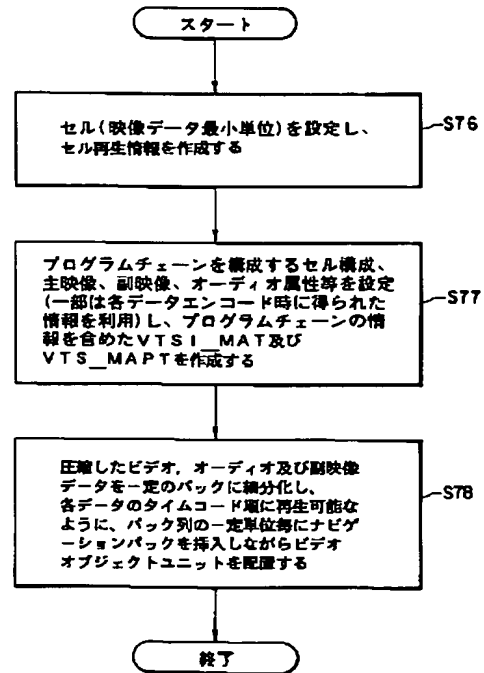 スタート
セル(映像データ最小単位)を設定し、
セル再生情報を作成する
S76
プログラムチェーンを構成するセル構成、
主映像、副映像、オーディオ属性等を設定
(一部は各データエンコード時に得られた
情報を利用)し、プログラムチェーンの情
報を含めたVTSI_MAT及び
VTS_MAPTを作成する
S77
圧縮したビデオ,オーディオ及び副映像
データを一定のパックに細分化し、
各データのタイムコード順に再生可能な
ように、パック列の一定単位毎にナビゲ
ーションパックを挿入しながらビデオ
オブジェクトユニットを配置する
S78
終了